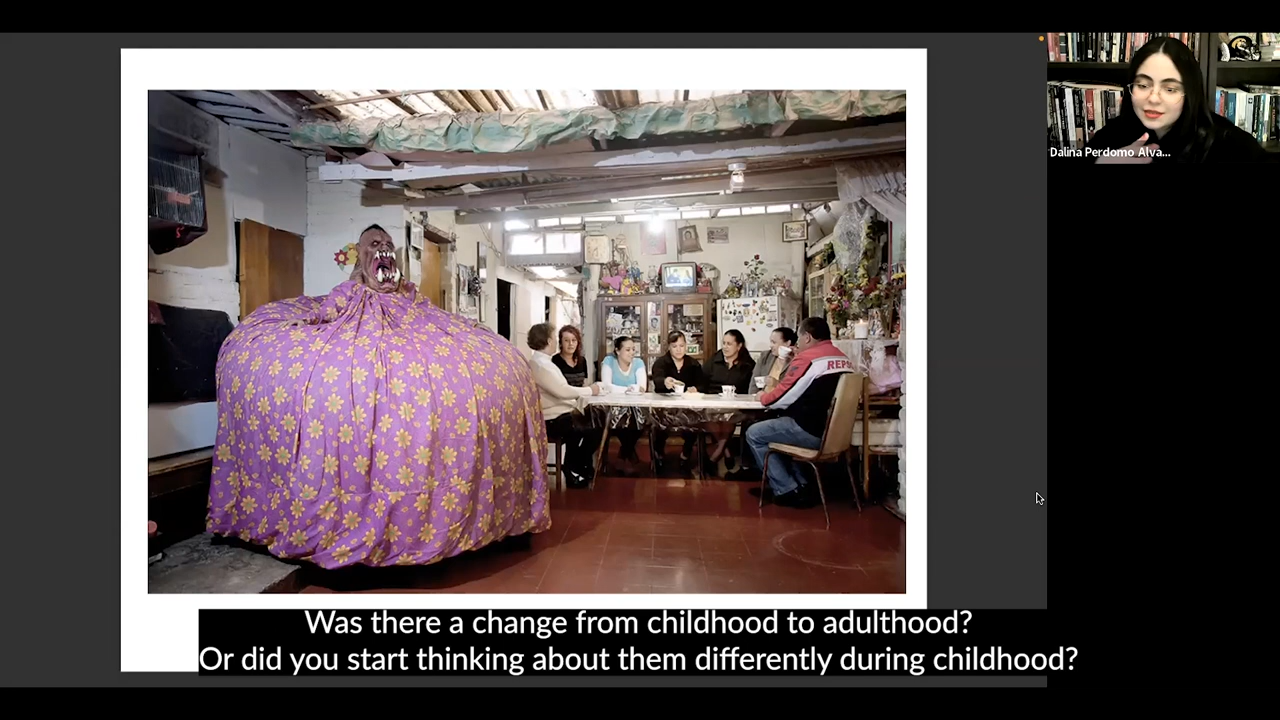 Dalina Perdomo Alva...
REPS
Was there a change from childhood to adulthood?
Or did you start thinking about them differently during childhood?